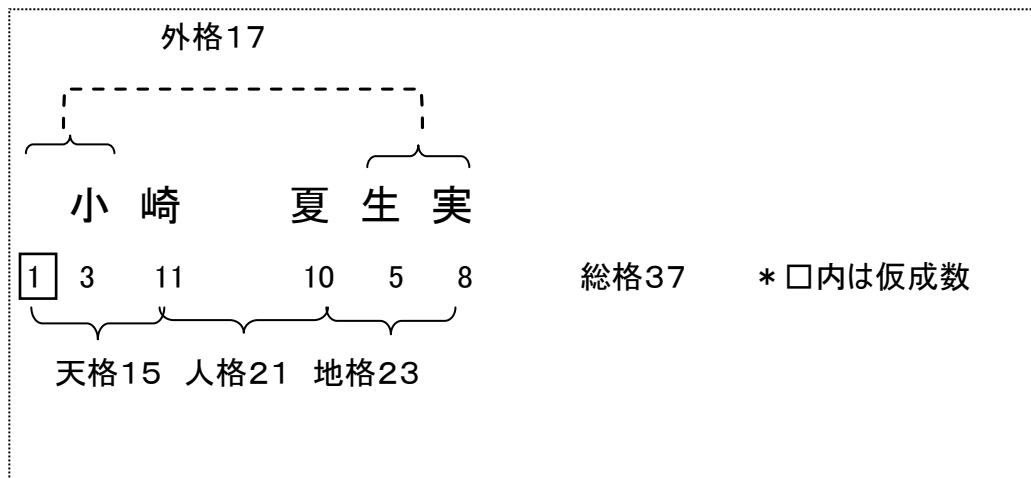 外格17
小 崎 夏 生 実
1 3 11 10 5 8 総格37 *□内は仮成数
天格15 人格21 地格23